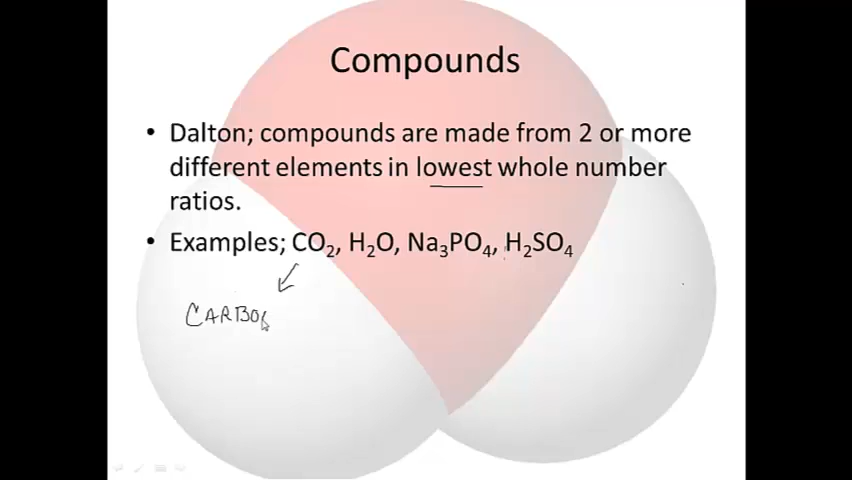 Compounds
• Dalton; compounds are made from 2 or more
different elements in lowest whole number
ratios.
• Examples; CO₂, H₂O, Na₃PO₄, H₂SO₄
CARBO